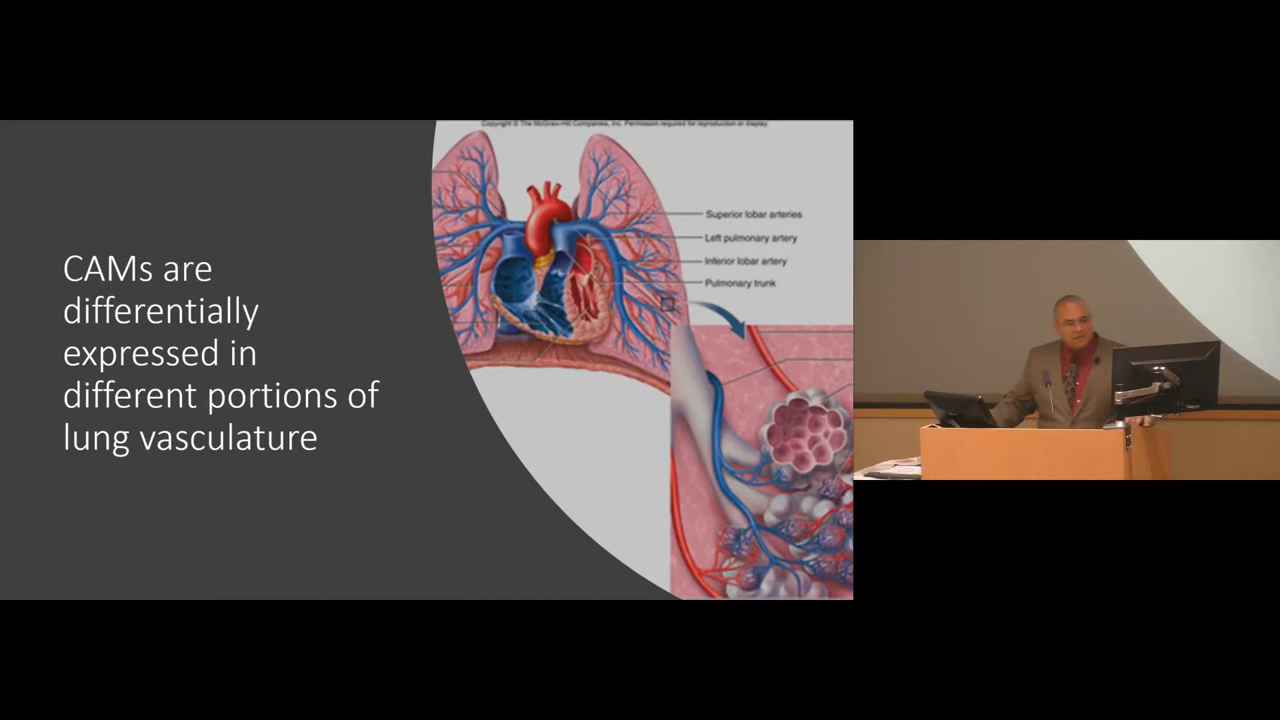 CAMs are
differentially
expressed in
different portions of
lung vasculature
Copyright © The McGraw-Hill Companies, Inc. Permission required for reproduction or display
Superior lobar arteries
Left pulmonary artery
Inferior lobar artery
Pulmonary trunk